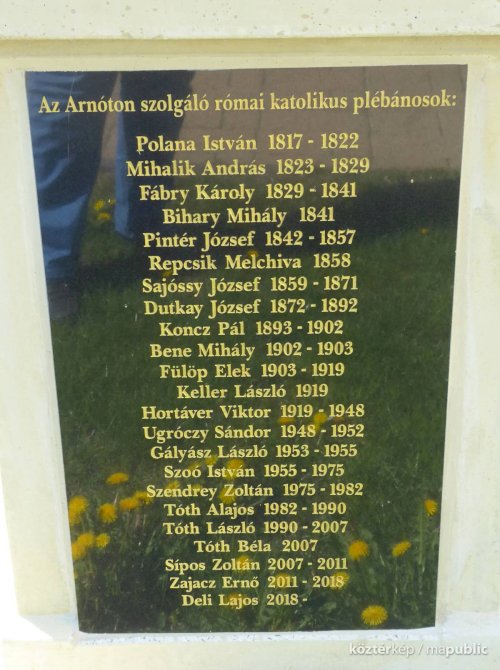 Az Arnóton szolgáló római katolikus plébánosok:
Polana István 1817 - 1822
Mihalik András 1823 - 1829
Fábry Károly 1829 - 1841
Bihary Mihály 1841
Pintér József 1842 - 1857
Repcsik Melchiva 1858
Sajóssy József 1859 - 1871
Dutkay József 1872 - 1892
Koncz Pál 1893 - 1902
Bene Mihály 1902 - 1903
Fülöp Elek 1903 - 1919
Keller László 1919
Hortáver Viktor 1919 - 1948
Ugróczy Sándor 1948 - 1952
Gályász László 1953 - 1955
Szoó István 1955 - 1975
Szendrey Zoltán 1975 - 1982
Tóth Alajos 1982 - 1990
Tóth László 1990 - 2007
Tóth Béla 2007
Sípos Zoltán 2007 - 2011
Zajacz Ernő 2011 - 2018
Deli Lajos 2018 -
köztérkép / mapublic